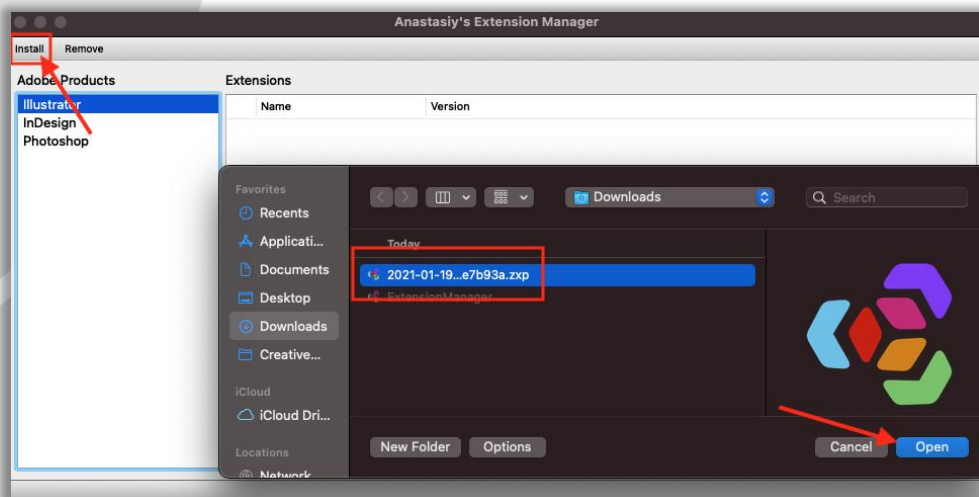 Anastasiy's Extension Manager
Install Remove
Adobe Products Extensions
Name Version
Illustrator
InDesign
Photoshop
Favorites
Recents
Applicati...
Documents
Desktop
Downloads
Creative...
iCloud
iCloud Dri...
Locations
Network
Downloads
Search
Today
2021-01-19...e7b93a.zxp
ExtensionManager
New Folder Options Cancel Open